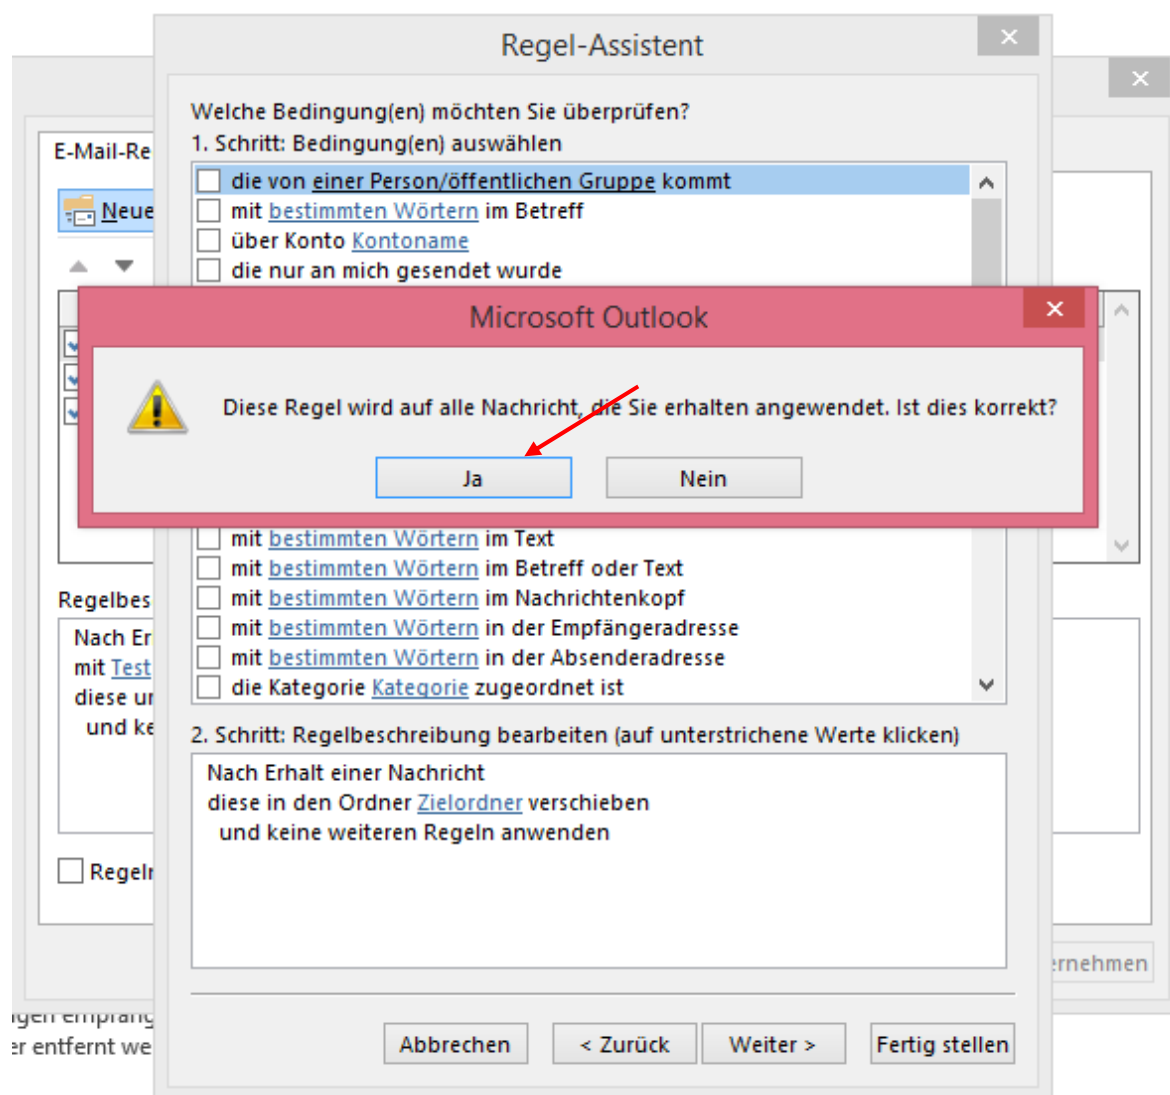 Regel-Assistent
Welche Bedingung(en) möchten Sie überprüfen?
1. Schritt: Bedingung(en) auswählen
E-Mail-Re
die von einer Person/öffentlichen Gruppe kommt
Neue
mit bestimmten Wörtern im Betreff
über Konto Kontoname
die nur an mich gesendet wurde
Microsoft Outlook
Diese Regel wird auf alle Nachricht, die Sie erhalten angewendet. Ist dies korrekt?
Ja
Nein
mit bestimmten Wörtern im Text
mit bestimmten Wörtern im Betreff oder Text
mit bestimmten Wörtern im Nachrichtenkopf
mit bestimmten Wörtern in der Empfängeradresse
mit bestimmten Wörtern in der Absenderadresse
die Kategorie Kategorie zugeordnet ist
Regelbes
Nach Er
mit Test
diese ur
und ke
2. Schritt: Regelbeschreibung bearbeiten (auf unterstrichene Werte klicken)
Nach Erhalt einer Nachricht
diese in den Ordner Zielordner verschieben
und keine weiteren Regeln anwenden
Regelr
ernehmen
gen empfang
er entfernt we
Abbrechen
< Zurück
Weiter >
Fertig stellen